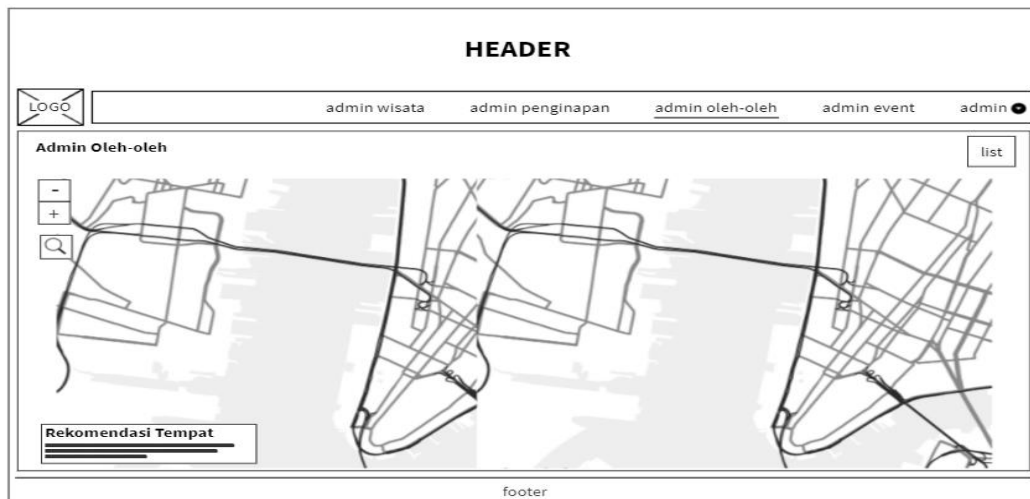 HEADER
LOGO
admin wisata admin penginapan admin oleh-oleh admin event admin
Admin Oleh-oleh
list
-
+
Rekomendasi Tempat
footer